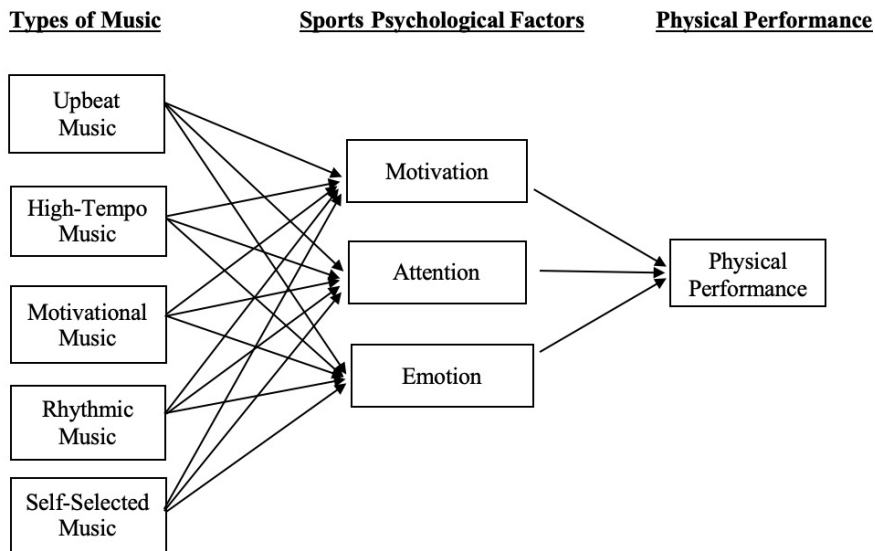 Types of Music
Sports Psychological Factors
Physical Performance
Upbeat
Music
High-Tempo
Music
Motivational
Music
Rhythmic
Music
Self-Selected
Music
Motivation
Attention
Emotion
Physical
Performance